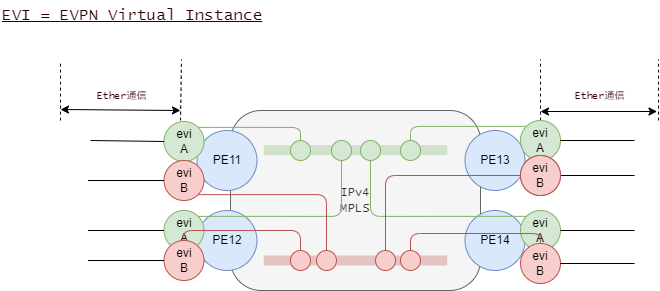 EVI = EVPN Virtual Instance
Ether通信
Ether通信
evi
A
evi
A
PE11
PE13
evi
B
evi
B
IPv4
MPLS
evi
A
evi
A
PE12
PE14
evi
B
evi
B